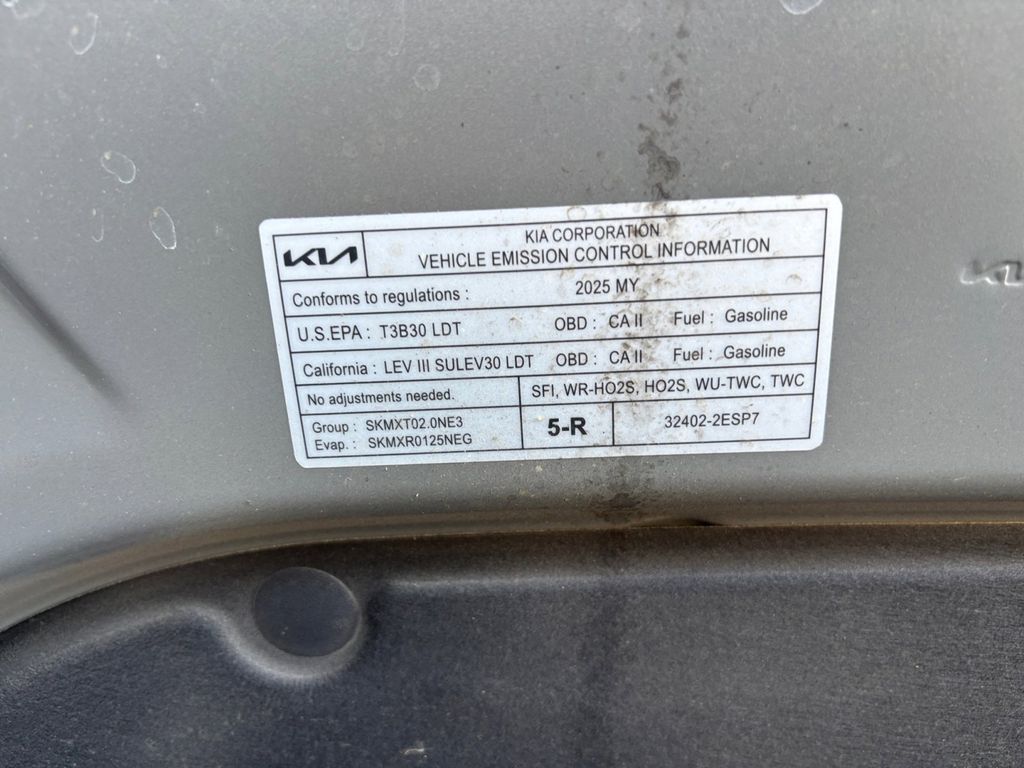 KIA
KIA CORPORATION
VEHICLE EMISSION CONTROL INFORMATION
Conforms to regulations : 2025 MY
U.S.EPA : T3B30 LDT OBD : CA II Fuel : Gasoline
California : LEV III SULEV30 LDT OBD : CA II Fuel : Gasoline
No adjustments needed. SFI, WR-HO2S, HO2S, WU-TWC, TWC
Group : SKMXT02.0NE3
Evap. : SKMXR0125NEG
5-R
32402-2ESP7
KIA